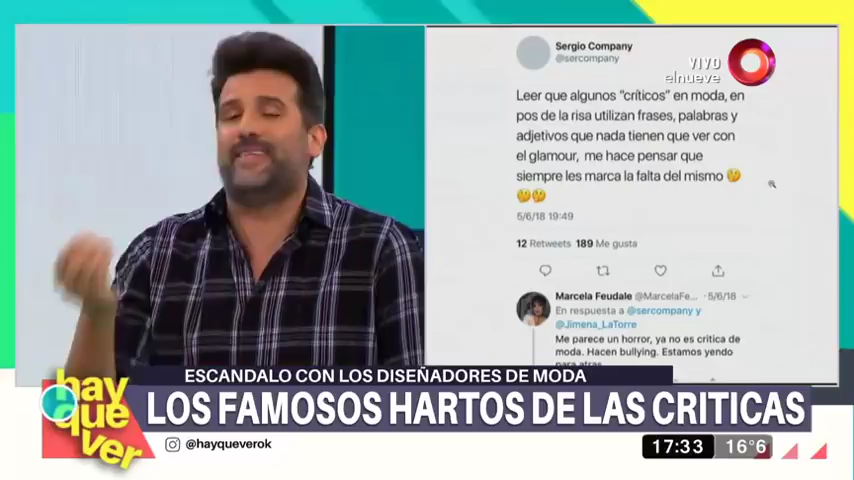 Sergio Company
@sercompany
VIVO
elnueve
Leer que algunos "críticos" en moda, en
pos de la risa utilizan frases, palabras y
adjetivos que nada tienen que ver con
el glamour, me hace pensar que
siempre les marca la falta del mismo 🤔
🤔🤔
5/6/18 19:49
12 Retweets 189 Me gusta
Marcela Feudale @MarcelaFe... · 5/6/18
En respuesta a @sercompany y
@Jimena_LaTorre
Me parece un horror, ya no es critica de
moda. Hacen bullying. Estamos yendo
para atras
ESCANDALO CON LOS DISEÑADORES DE MODA
hay
que
ver
LOS FAMOSOS HARTOS DE LAS CRITICAS
@hayqueverok
17:33 16°6